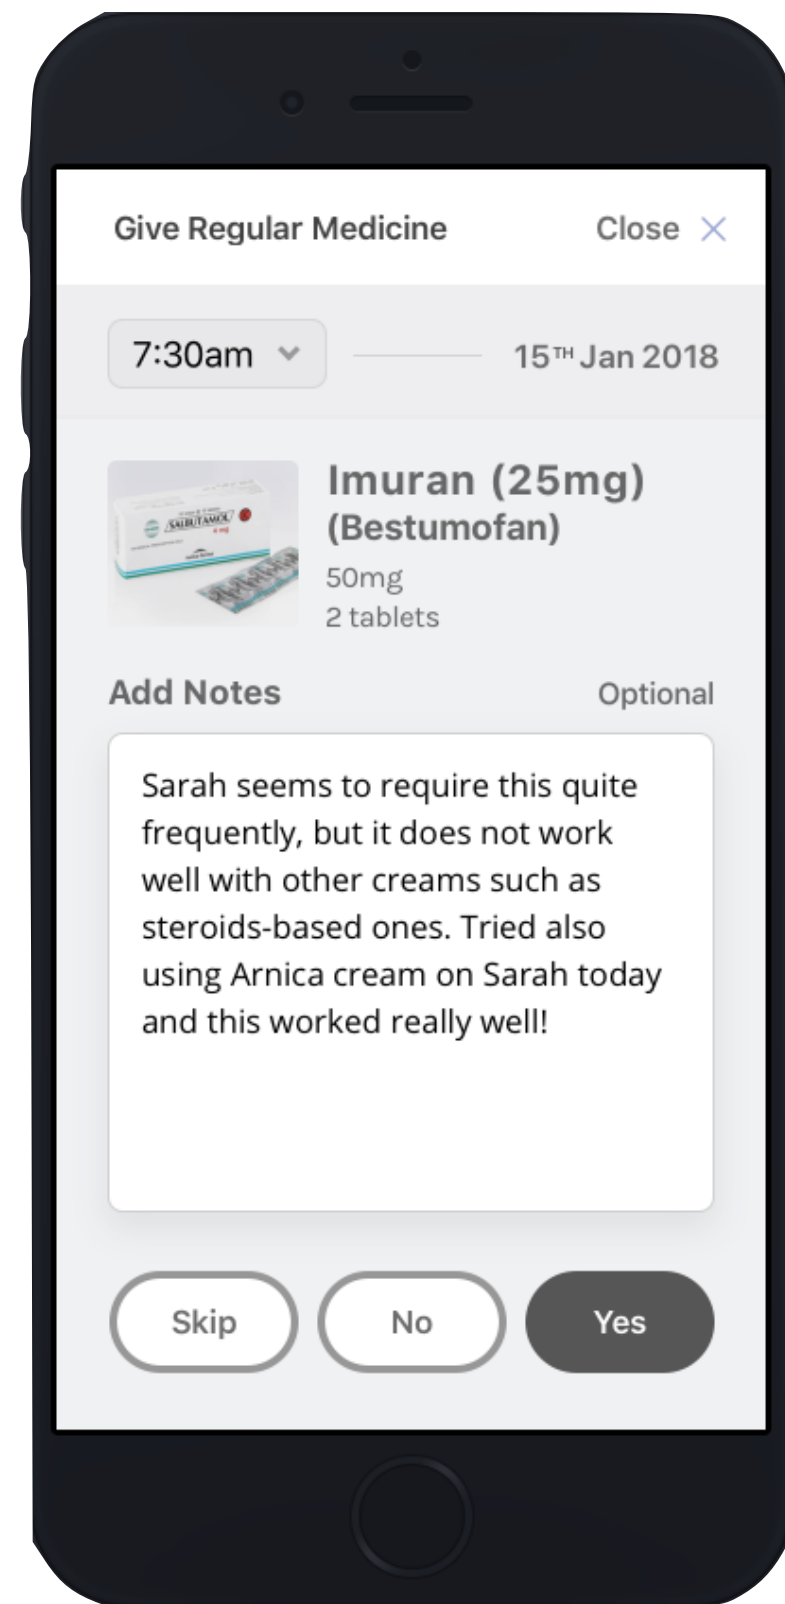 Give Regular Medicine Close
7:30am 15TH Jan 2018
SALBUTAMOL
4 mg
Imuran (25mg)
(Bestumofan)
50mg
2 tablets
Add Notes Optional
Sarah seems to require this quite
frequently, but it does not work
well with other creams such as
steroids-based ones. Tried also
using Arnica cream on Sarah today
and this worked really well!
Skip No Yes